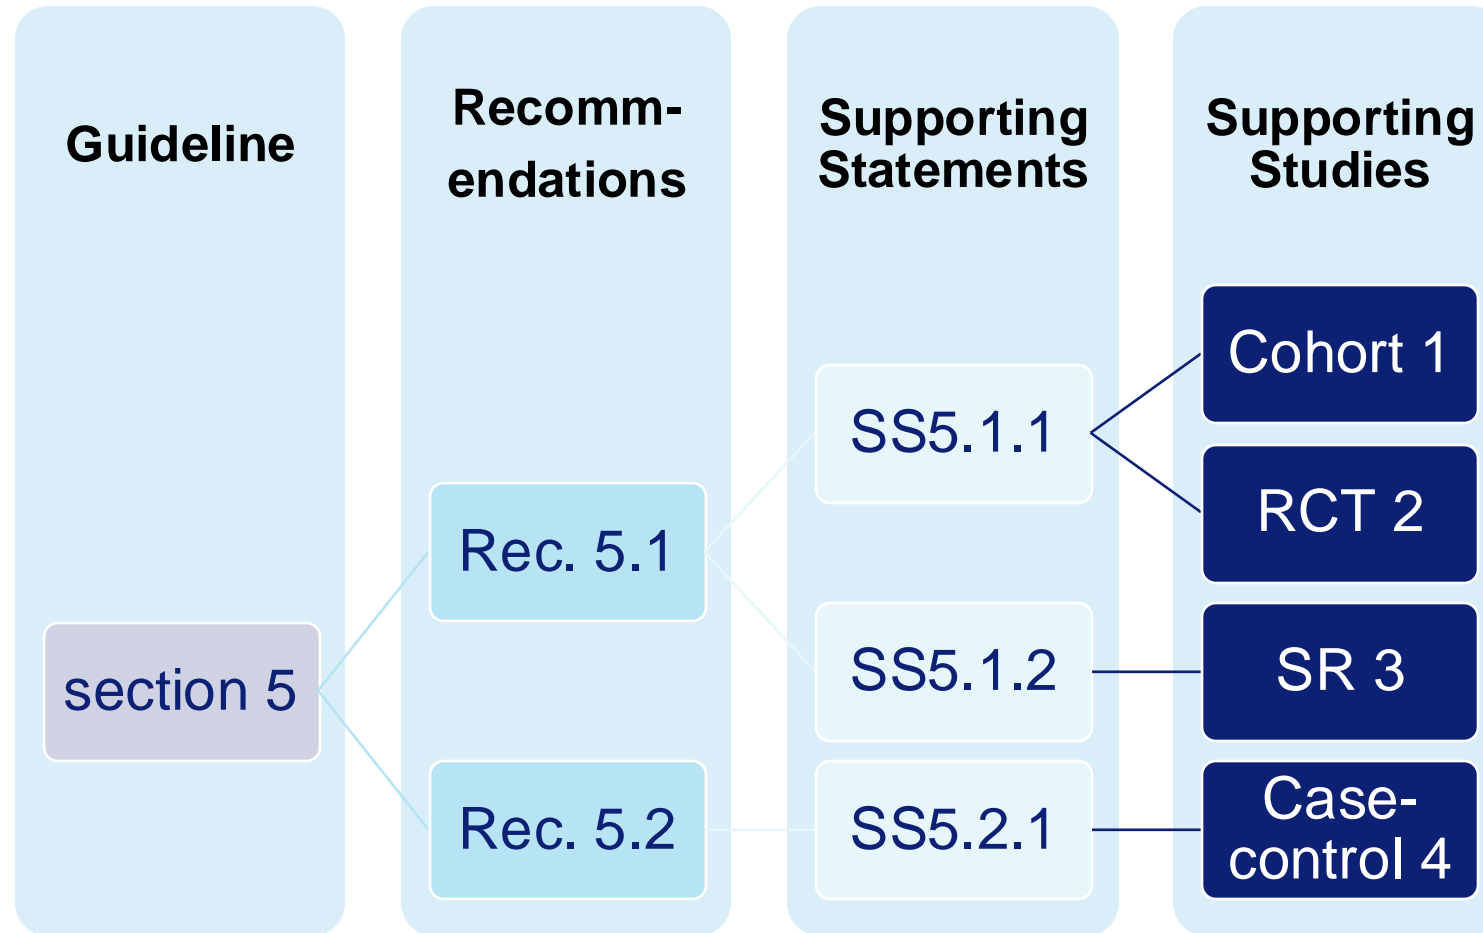 Guideline
Recomm-
endations
Supporting
Statements
Supporting
Studies
section 5
Rec. 5.1
Rec. 5.2
SS5.1.1
SS5.1.2
SS5.2.1
Cohort 1
RCT 2
SR 3
Case-
control 4